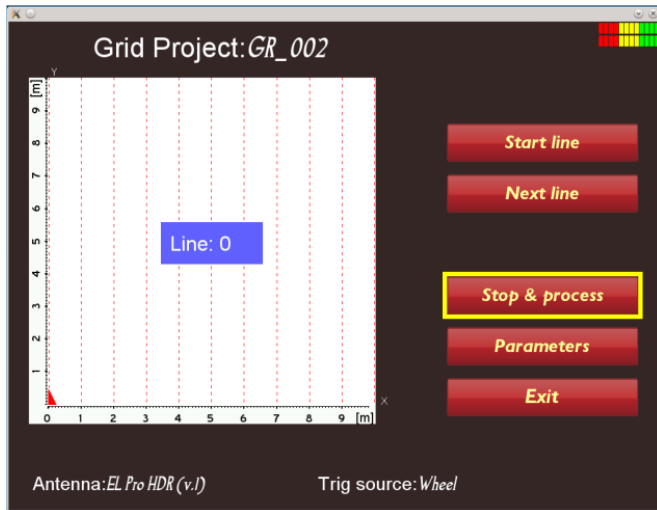 Grid Project:GR_002
Y
[m]
9
8
7
6
5
4
3
2
1
Line: 0
X
0 1 2 3 4 5 6 7 8 9 [m]
Start line
Next line
Stop & process
Parameters
Exit
Antenna:EL Pro HDR (v.1)
Trig source:Wheel